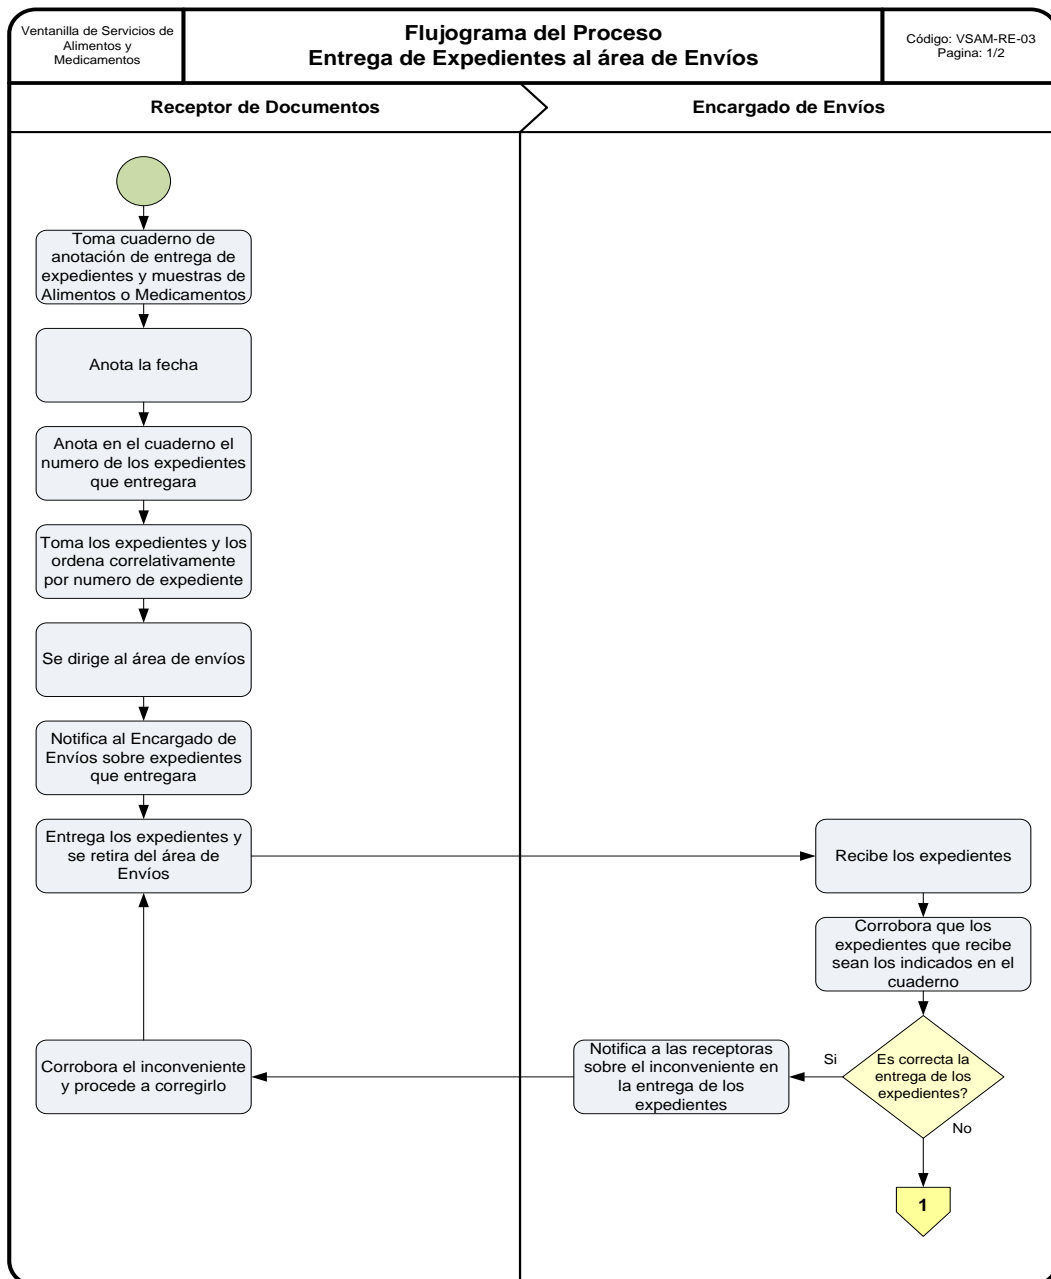 Ventanilla de Servicios de
Alimentos y
Medicamentos
Flujograma del Proceso
Entrega de Expedientes al área de Envíos
Código: VSAM-RE-03
Pagina: 1/2
Receptor de Documentos
Encargado de Envíos
Toma cuaderno de
anotación de entrega de
expedientes y muestras de
Alimentos o Medicamentos
Anota la fecha
Anota en el cuaderno el
numero de los expedientes
que entregara
Toma los expedientes y los
ordena correlativamente
por numero de expediente
Se dirige al área de envíos
Notifica al Encargado de
Envíos sobre expedientes
que entregara
Entrega los expedientes y
se retira del área de
Envíos
Recibe los expedientes
Corrobora que los
expedientes que recibe
sean los indicados en el
cuaderno
Es correcta la
entrega de los
expedientes?
Si
No
Notifica a las receptoras
sobre el inconveniente en
la entrega de los
expedientes
Corrobora el inconveniente
y procede a corregirlo
1